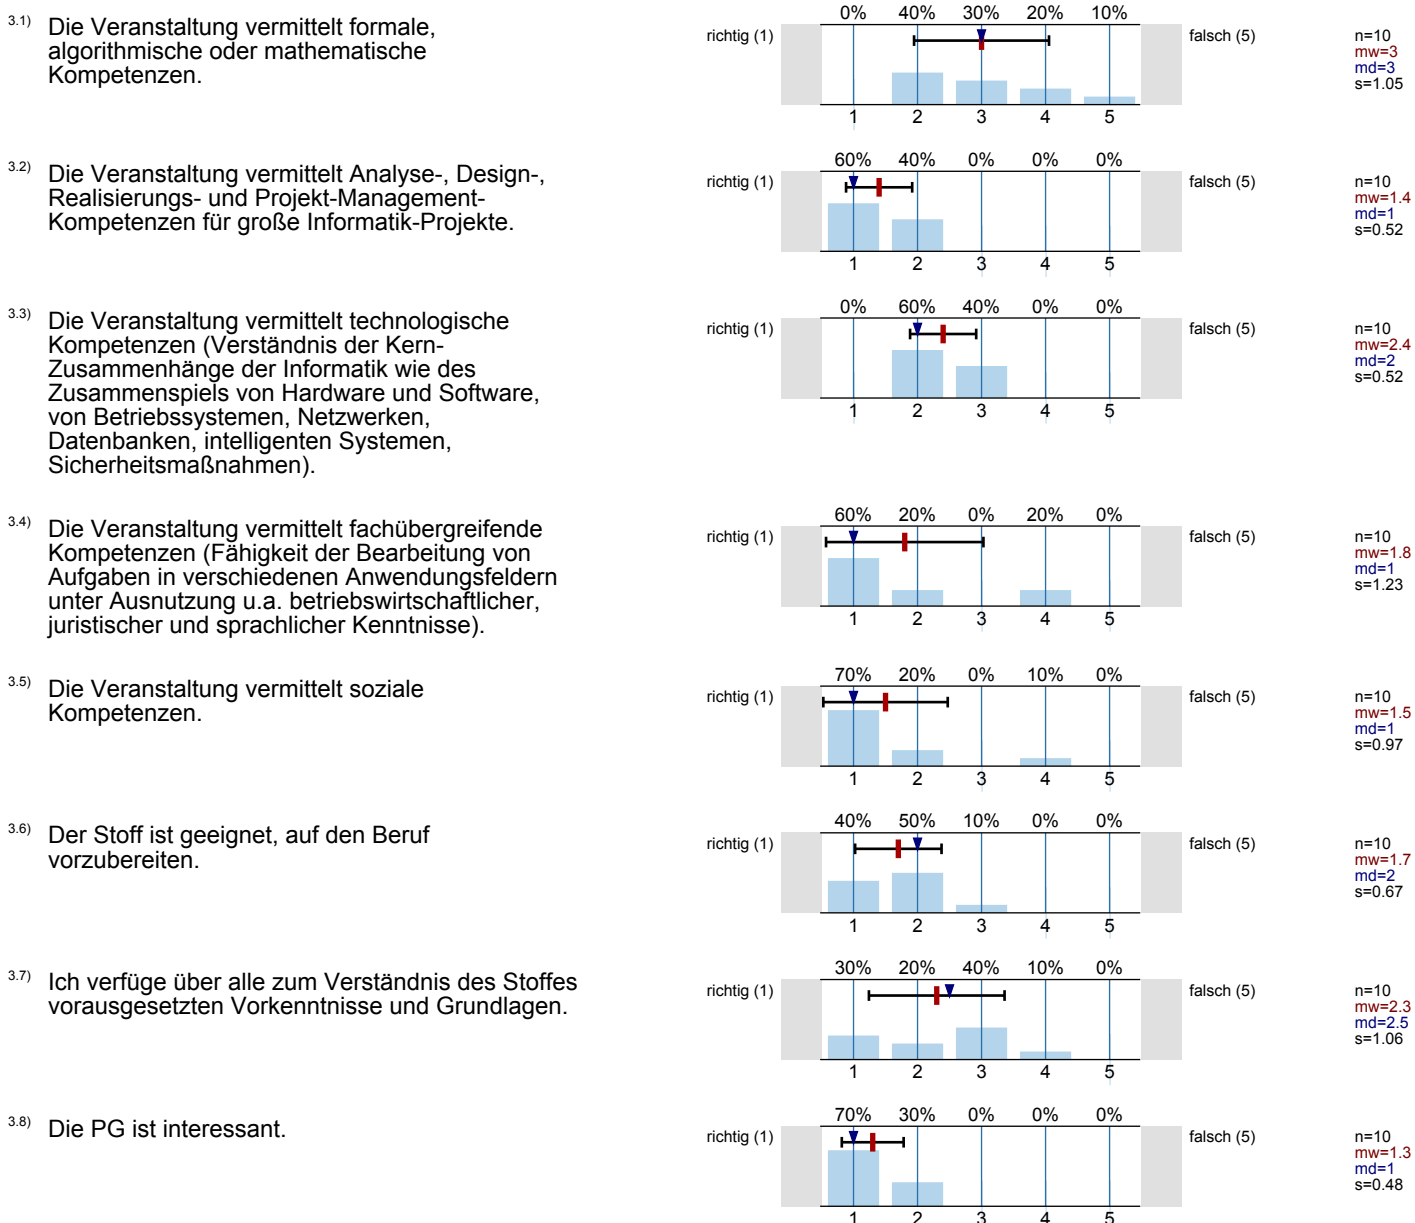 3.1) Die Veranstaltung vermittelt formale,
algorithmische oder mathematische
Kompetenzen.
richtig (1)
0% 40% 30% 20% 10%
1 2 3 4 5
falsch (5)
n=10
mw=3
md=3
s=1.05
3.2) Die Veranstaltung vermittelt Analyse-, Design-,
Realisierungs- und Projekt-Management-
Kompetenzen für große Informatik-Projekte.
richtig (1)
60% 40% 0% 0% 0%
1 2 3 4 5
falsch (5)
n=10
mw=1.4
md=1
s=0.52
3.3) Die Veranstaltung vermittelt technologische
Kompetenzen (Verständnis der Kern-
Zusammenhänge der Informatik wie des
Zusammenspiels von Hardware und Software,
von Betriebssystemen, Netzwerken,
Datenbanken, intelligenten Systemen,
Sicherheitsmaßnahmen).
richtig (1)
0% 60% 40% 0% 0%
1 2 3 4 5
falsch (5)
n=10
mw=2.4
md=2
s=0.52
3.4) Die Veranstaltung vermittelt fachübergreifende
Kompetenzen (Fähigkeit der Bearbeitung von
Aufgaben in verschiedenen Anwendungsfeldern
unter Ausnutzung u.a. betriebswirtschaftlicher,
juristischer und sprachlicher Kenntnisse).
richtig (1)
60% 20% 0% 20% 0%
1 2 3 4 5
falsch (5)
n=10
mw=1.8
md=1
s=1.23
3.5) Die Veranstaltung vermittelt soziale
Kompetenzen.
richtig (1)
70% 20% 0% 10% 0%
1 2 3 4 5
falsch (5)
n=10
mw=1.5
md=1
s=0.97
3.6) Der Stoff ist geeignet, auf den Beruf
vorzubereiten.
richtig (1)
40% 50% 10% 0% 0%
1 2 3 4 5
falsch (5)
n=10
mw=1.7
md=2
s=0.67
3.7) Ich verfüge über alle zum Verständnis des Stoffes
vorausgesetzten Vorkenntnisse und Grundlagen.
richtig (1)
30% 20% 40% 10% 0%
1 2 3 4 5
falsch (5)
n=10
mw=2.3
md=2.5
s=1.06
3.8) Die PG ist interessant.
richtig (1)
70% 30% 0% 0% 0%
1 2 3 4 5
falsch (5)
n=10
mw=1.3
md=1
s=0.48